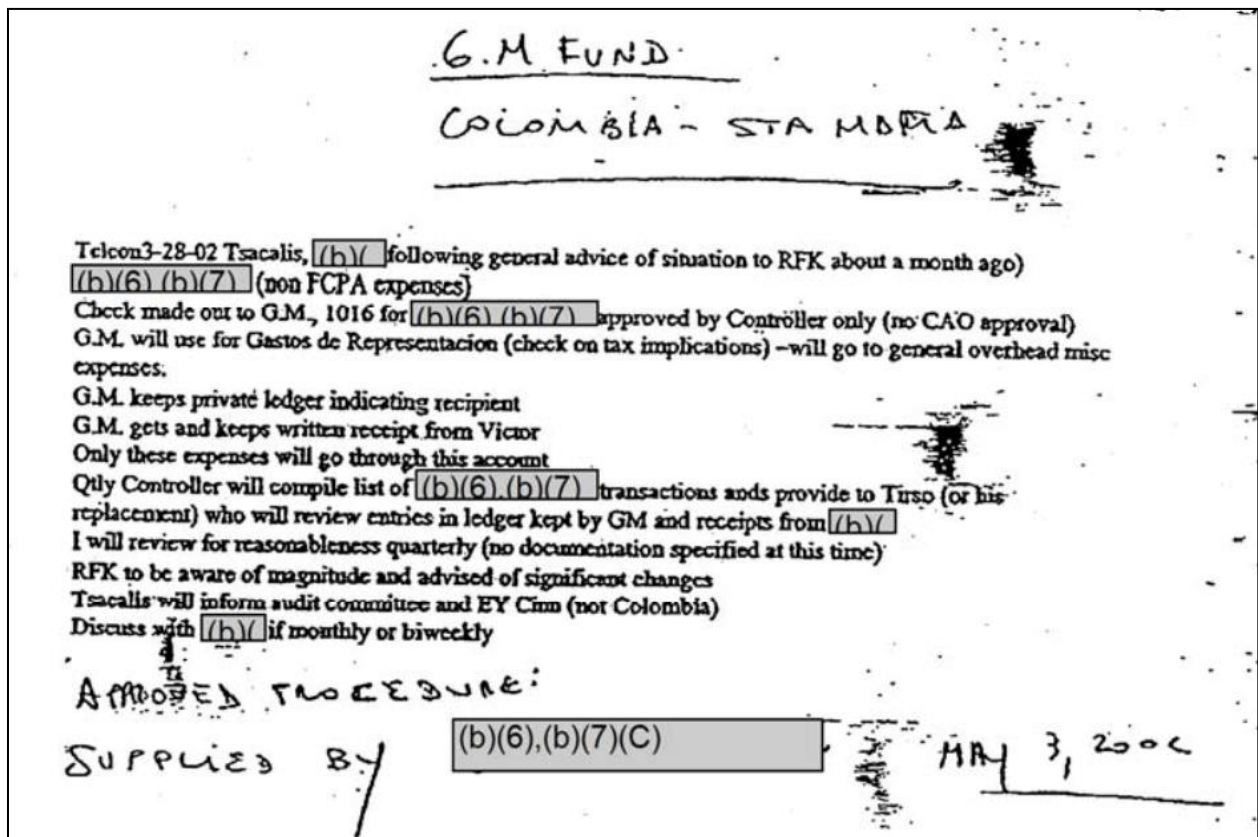 G.M FUND.
COLOMBIA - STA MARTA
Telcon3-28-02 Tsacalis, (b)( following general advice of situation to RFK about a month ago)
(b)(6) (b)(7) (non FCPA expenses)
Check made out to G.M., 1016 for (b)(6) (b)(7) approved by Controller only (no CAO approval)
G.M. will use for Gastos de Representacion (check on tax implications) –will go to general overhead misc
expenses.
G.M. keeps private ledger indicating recipient
G.M. gets and keeps written receipt from Victor
Only these expenses will go through this account
Qtly Controller will compile list of (b)(6),(b)(7) transactions ands provide to Tirso (or his
replacement) who will review entries in ledger kept by GM and receipts from (b)(
I will review for reasonableness quarterly (no documentation specified at this time)
RFK to be aware of magnitude and advised of significant changes
Tsacalis will inform audit committee and EY Cinn (not Colombia)
Discuss with (b)( if monthly or biweekly
APPROVED PROCEDURE:
SUPPLIED BY (b)(6),(b)(7)(C) MAY 3, 2002